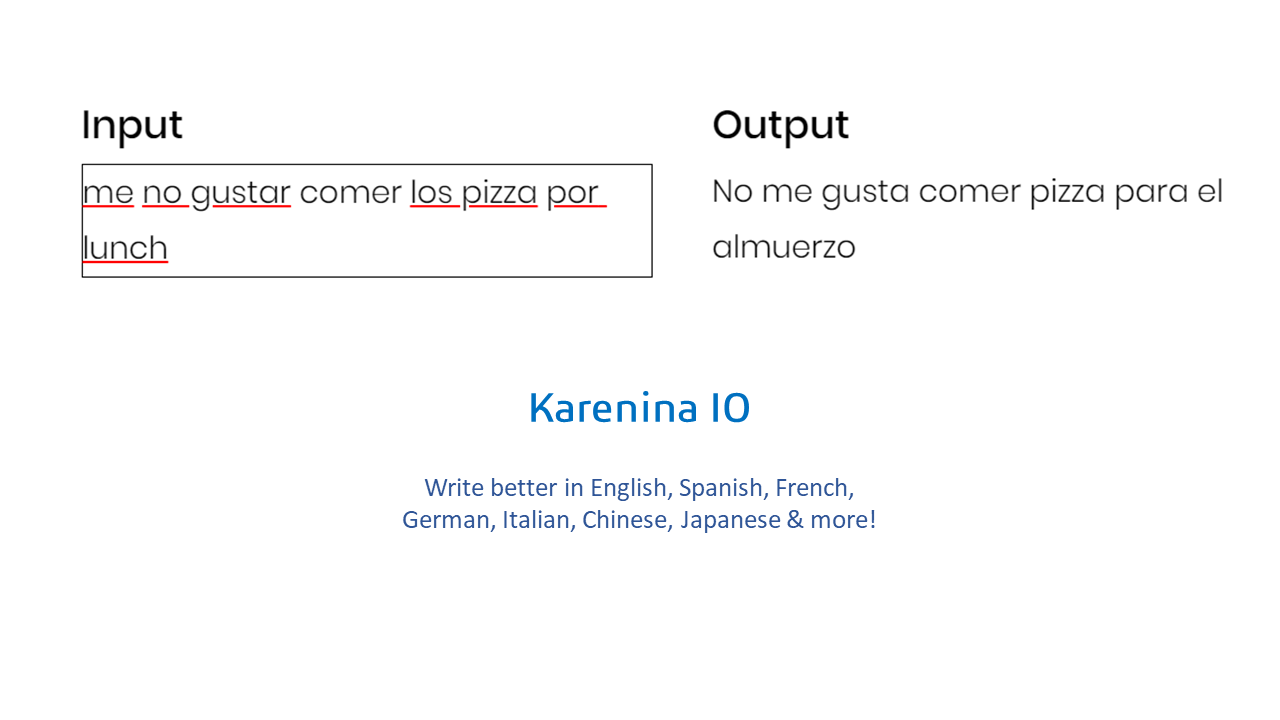 Input
me no gustar comer los pizza por
lunch
Output
No me gusta comer pizza para el
almuerzo
Karenina IO
Write better in English, Spanish, French,
German, Italian, Chinese, Japanese & more!